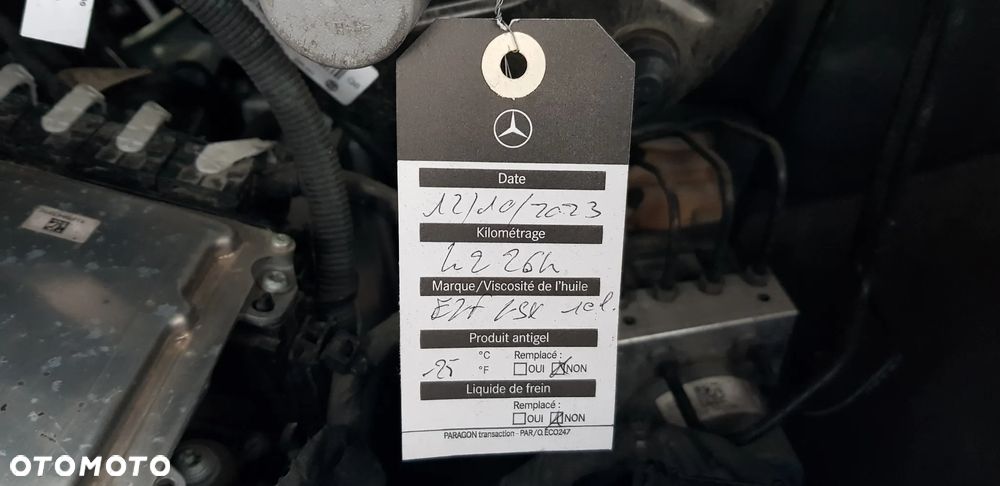 Date
12/10/2023
Kilométrage
42 264
Marque/Viscosité de l'huile
Produit antigel
-25 °C
°F
Remplacé :
OUI NON
Liquide de frein
Remplacé :
OUI NON
PARAGON transaction - PAR/O.ECO247
OTOMOTO